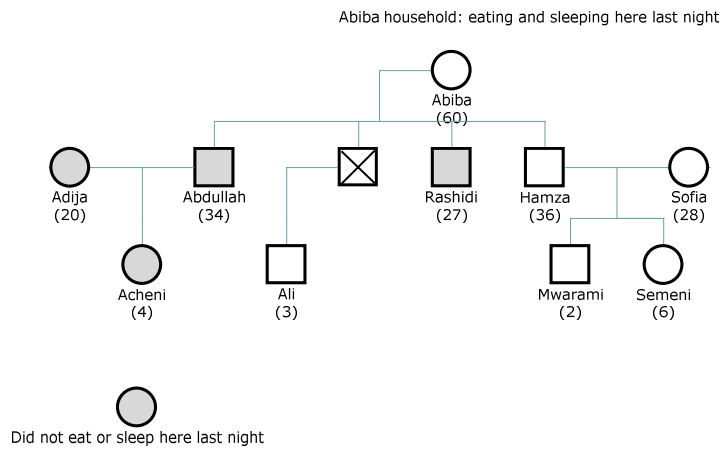 Abiba household: eating and sleeping here last night
Abiba
(60)
Adija
(20)
Abdullah
(34)
Rashidi
(27)
Hamza
(36)
Sofia
(28)
Acheni
(4)
Ali
(3)
Mwarami
(2)
Semeni
(6)
Did not eat or sleep here last night